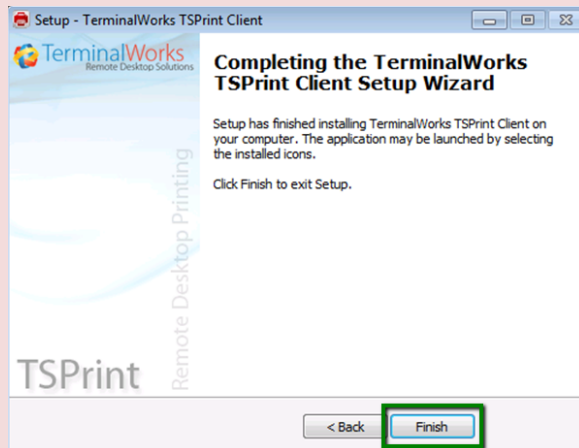 Setup - TerminalWorks TSPrint Client
TerminalWorks
Remote Desktop Solutions
Completing the TerminalWorks
TSPrint Client Setup Wizard
Setup has finished installing TerminalWorks TSPrint Client on
your computer. The application may be launched by selecting
the installed icons.
Click Finish to exit Setup.
Remote Desktop Printing
TSPrint
< Back
Finish